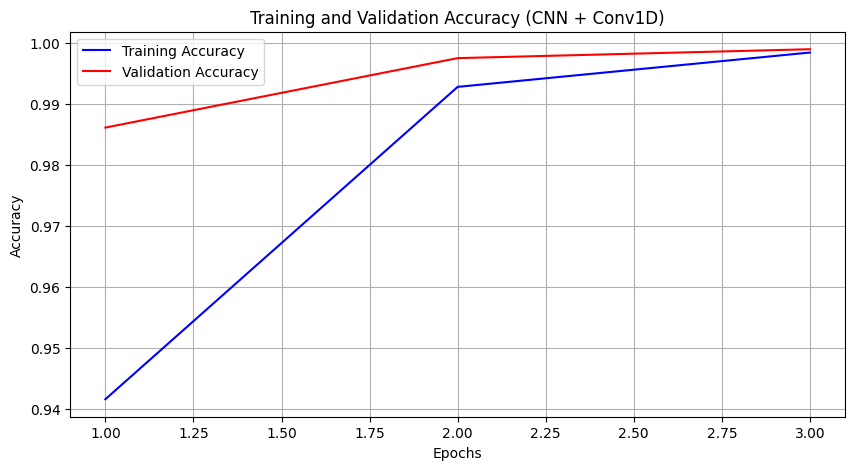 Training and Validation Accuracy (CNN + Conv1D)
Training Accuracy
Validation Accuracy
1.00
0.99
0.98
0.97
0.96
0.95
0.94
Accuracy
1.00 1.25 1.50 1.75 2.00 2.25 2.50 2.75 3.00
Epochs